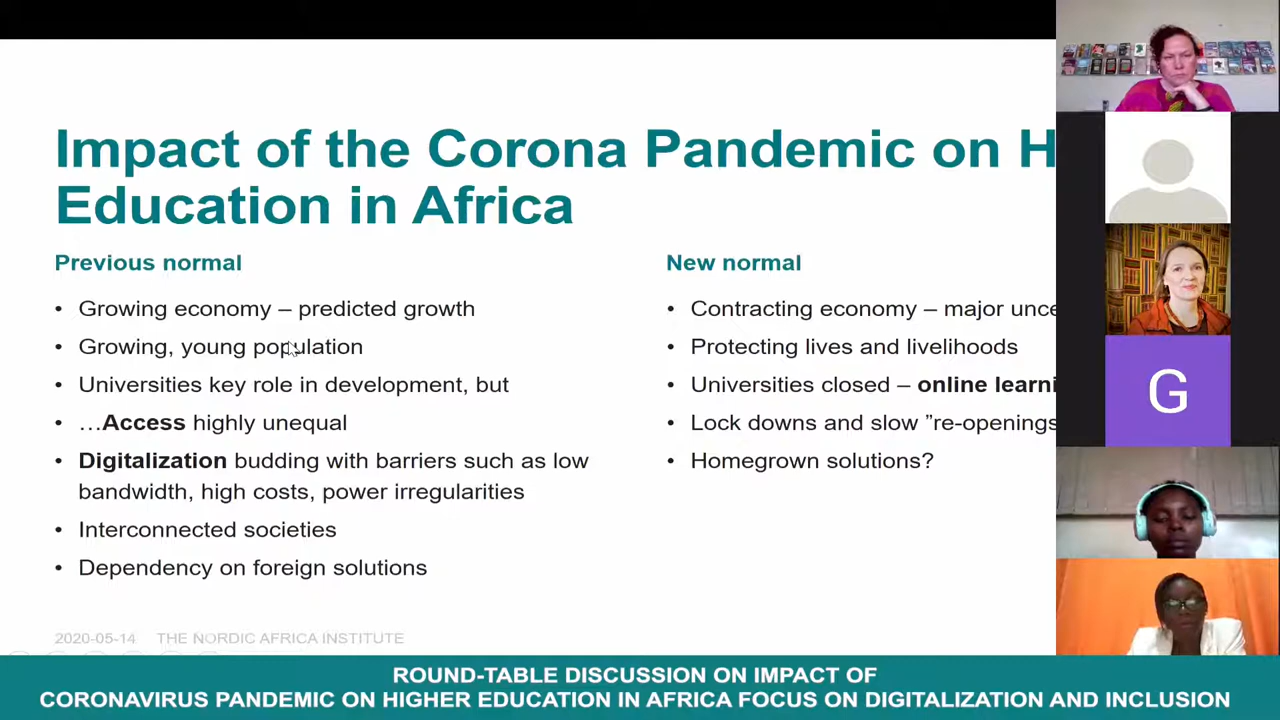 Impact of the Corona Pandemic on H
Education in Africa
Previous normal
• Growing economy – predicted growth
• Growing, young population
• Universities key role in development, but
• …Access highly unequal
• Digitalization budding with barriers such as low
bandwidth, high costs, power irregularities
• Interconnected societies
• Dependency on foreign solutions
New normal
• Contracting economy – major unce
• Protecting lives and livelihoods
• Universities closed – online learni
• Lock downs and slow ”re-openings
• Homegrown solutions?
2020-05-14 THE NORDIC AFRICA INSTITUTE
G
ROUND-TABLE DISCUSSION ON IMPACT OF
CORONAVIRUS PANDEMIC ON HIGHER EDUCATION IN AFRICA FOCUS ON DIGITALIZATION AND INCLUSION